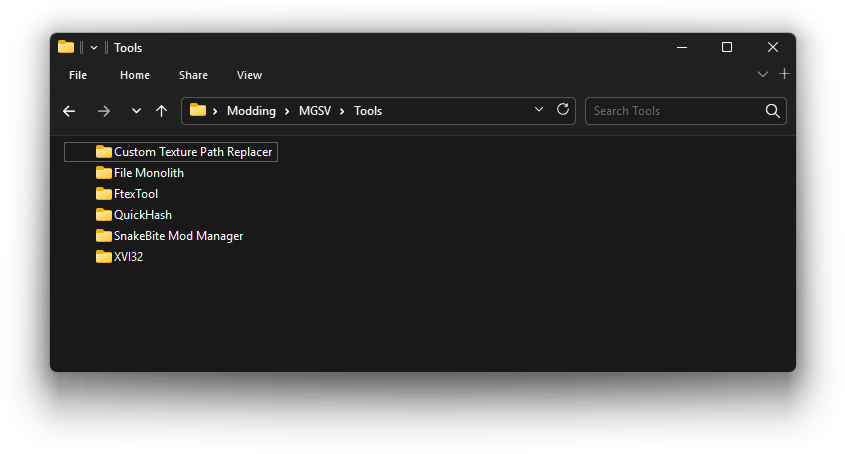 Tools
File Home Share View
Modding MGSV Tools
Search Tools
Custom Texture Path Replacer
File Monolith
FtexTool
QuickHash
SnakeBite Mod Manager
XVI32